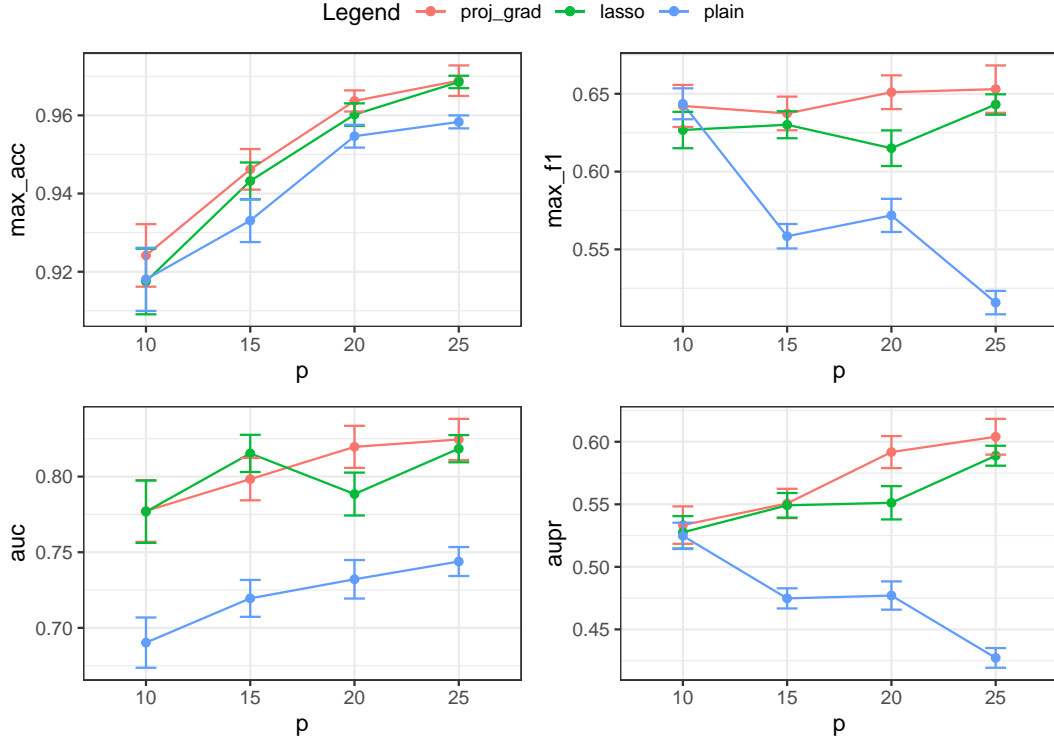 Legend proj_grad lasso plain
max_acc
0.96
0.94
0.92
10 15 20 25
p
max_f1
0.65
0.60
0.55
10 15 20 25
p
auc
0.80
0.75
0.70
10 15 20 25
p
aupr
0.60
0.55
0.50
0.45
10 15 20 25
p